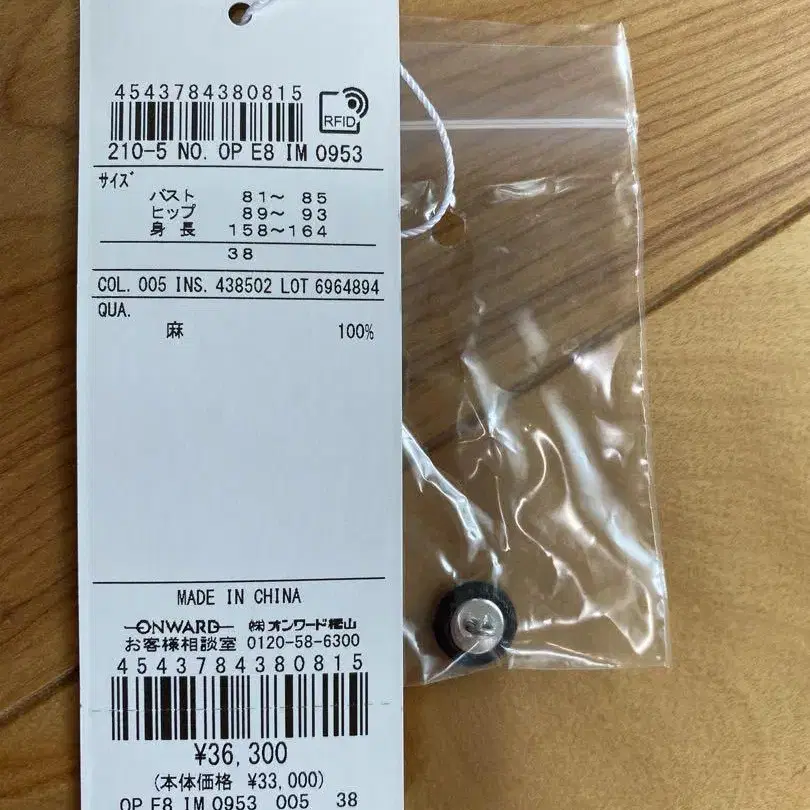 4543784380815
RFID
210-5 NO. OP E8 IM 0953
サイズ
バスト 81〜 85
ヒップ 89〜 93
身長 158〜164
38
COL. 005 INS. 438502 LOT 6964894
QUA.
麻 100%
MADE IN CHINA
ONWARD ㈱オンワード樫山
お客様相談室 0120-58-6300
4543784380815
¥36,300
(本体価格 ¥33,000)
OP E8 IM 0953 005 38